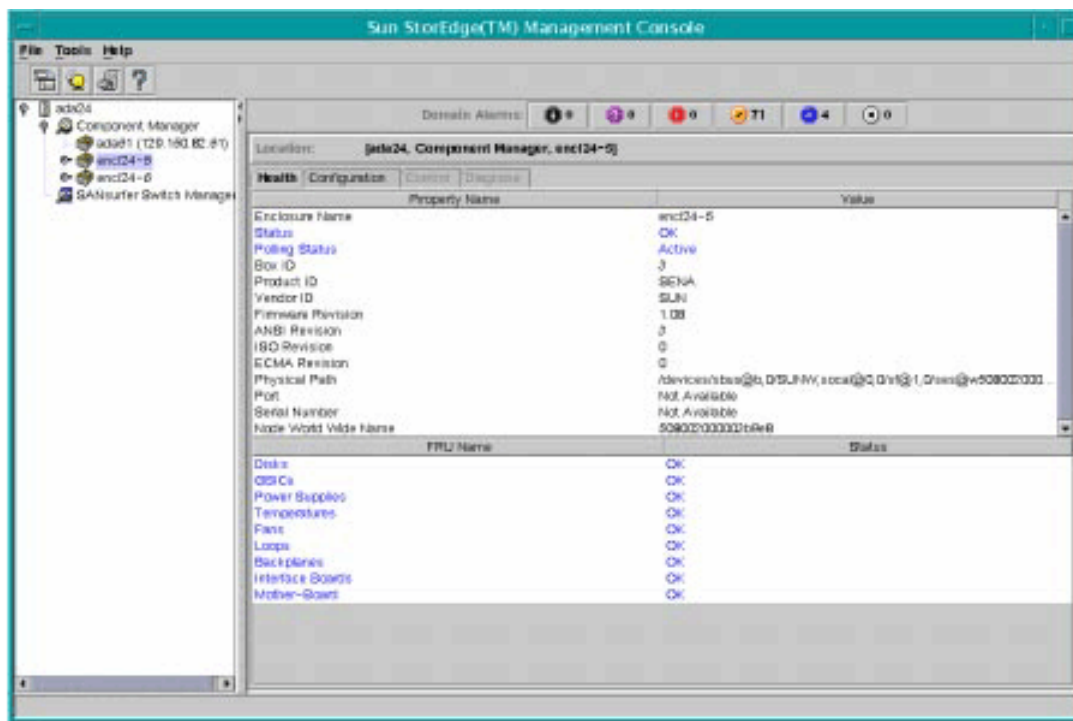 Sun StorEdge(TM) Management Console
File Tools Help
ada24
Component Manager
ada61 (129.150.82.61)
encl24-5
encl24-6
SANsurfer Switch Manager
Domain Alarms: 0 0 0 71 4 0
Location: [ada24, Component Manager, encl24-5]
Health Configuration Control Diagnose
Property Name Value
Enclosure Name encl24-5
Status OK
Polling Status Active
Box ID 3
Product ID SENA
Vendor ID SUN
Firmware Revision 1.08
ANSI Revision 3
ISO Revision 0
ECMA Revision 0
Physical Path
Port Not Available
Serial Number Not Available
Node World Wide Name
FRU Name Status
Disks OK
GBICs OK
Power Supplies OK
Temperatures OK
Fans OK
Loops OK
Backplanes OK
Interface Boards OK
Mother-Board OK